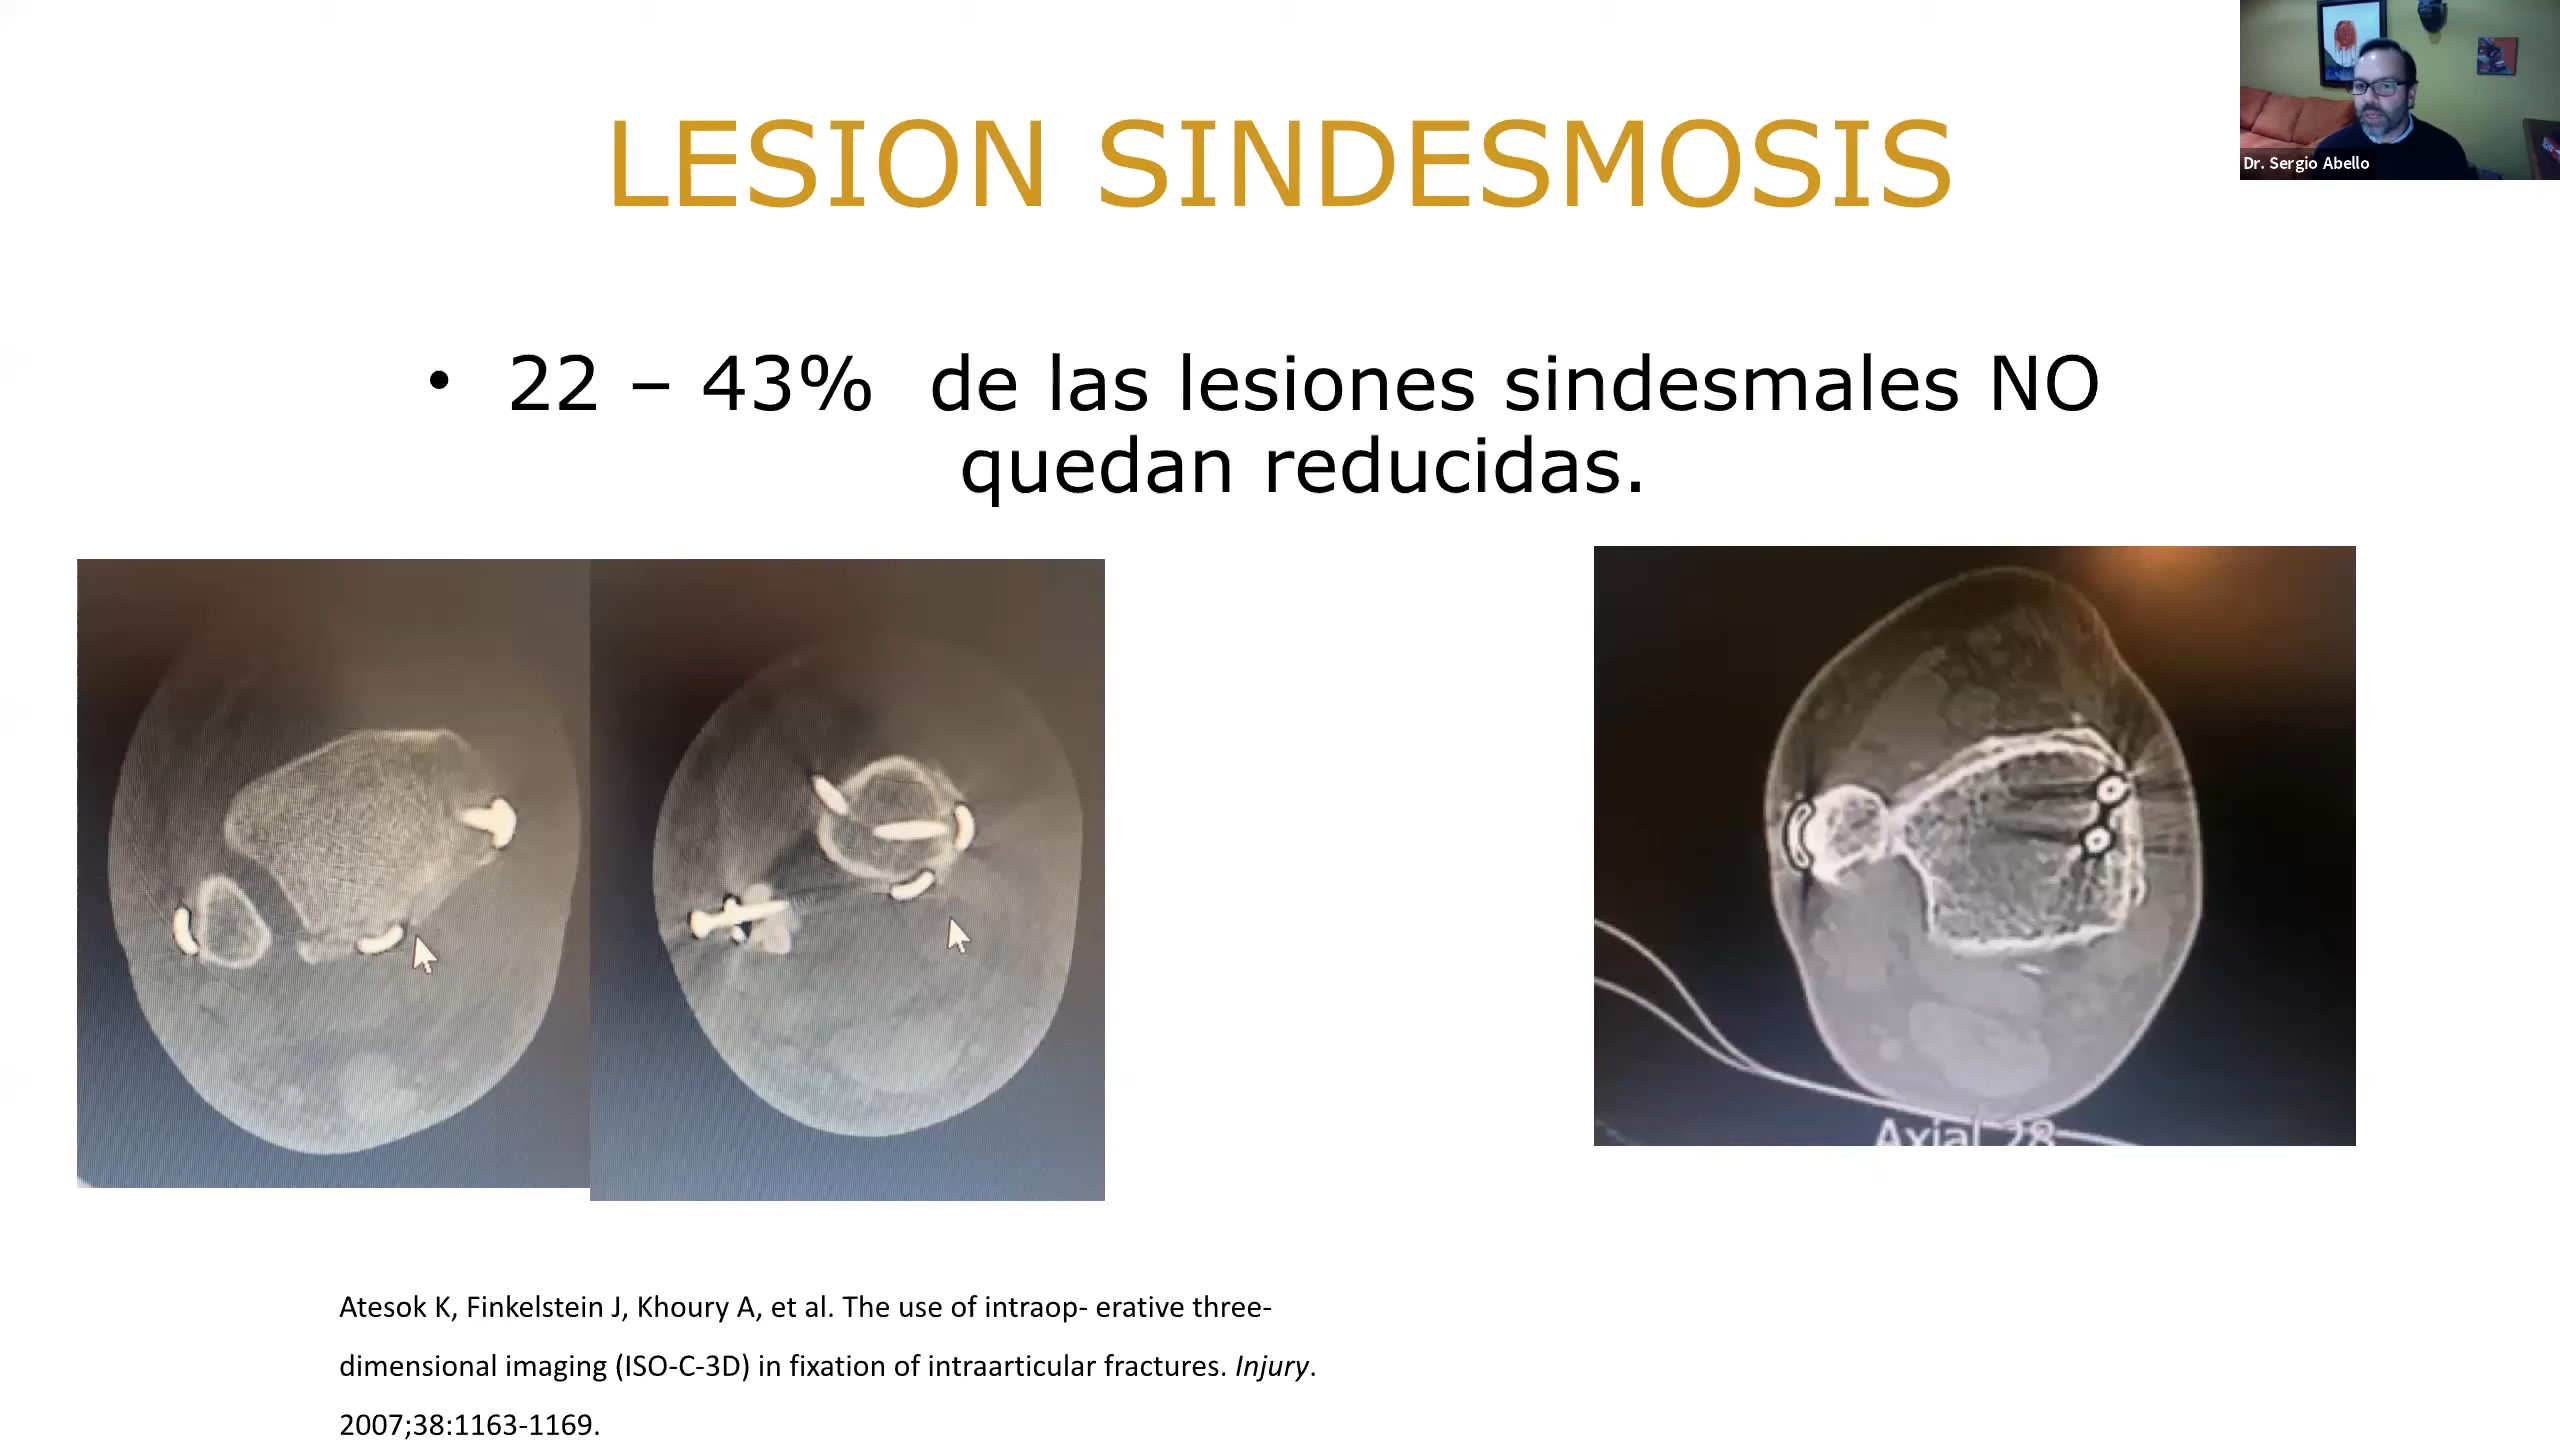 LESION SINDESMOSIS
Dr. Sergio Abello
• 22 – 43% de las lesiones sindesmales NO
quedan reducidas.
Axial 28
Atesok K, Finkelstein J, Khoury A, et al. The use of intraop- erative three-
dimensional imaging (ISO-C-3D) in fixation of intraarticular fractures. Injury.
2007;38:1163-1169.